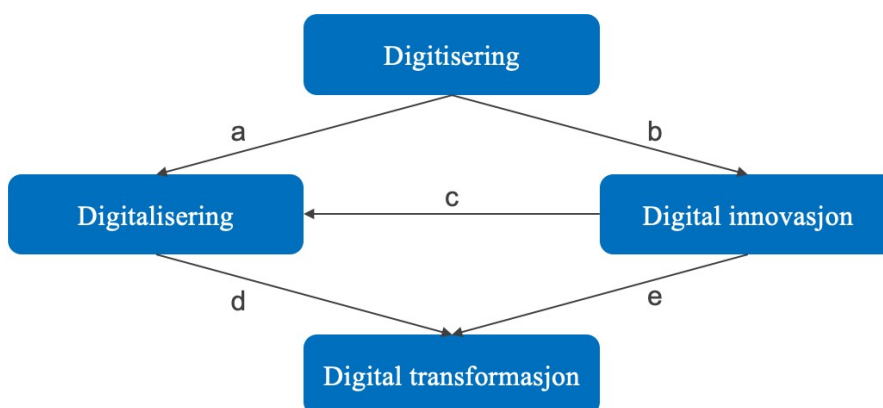 Digitisering
a
b
Digitalisering
c
Digital innovasjon
d
e
Digital transformasjon